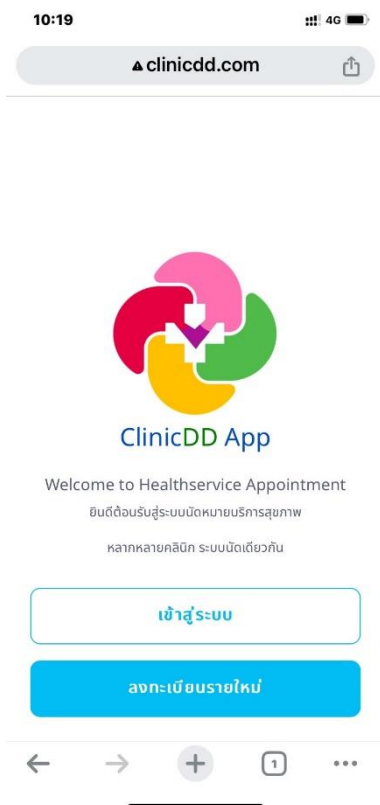 10:19
4G
clinicdd.com
ClinicDD App
Welcome to Healthservice Appointment
ยินดีต้อนรับสู่ระบบนัดหมายบริการสุขภาพ
หลากหลายคลินิก ระบบนัดเดียวกัน
เข้าสู่ระบบ
ลงทะเบียนรายใหม่
1